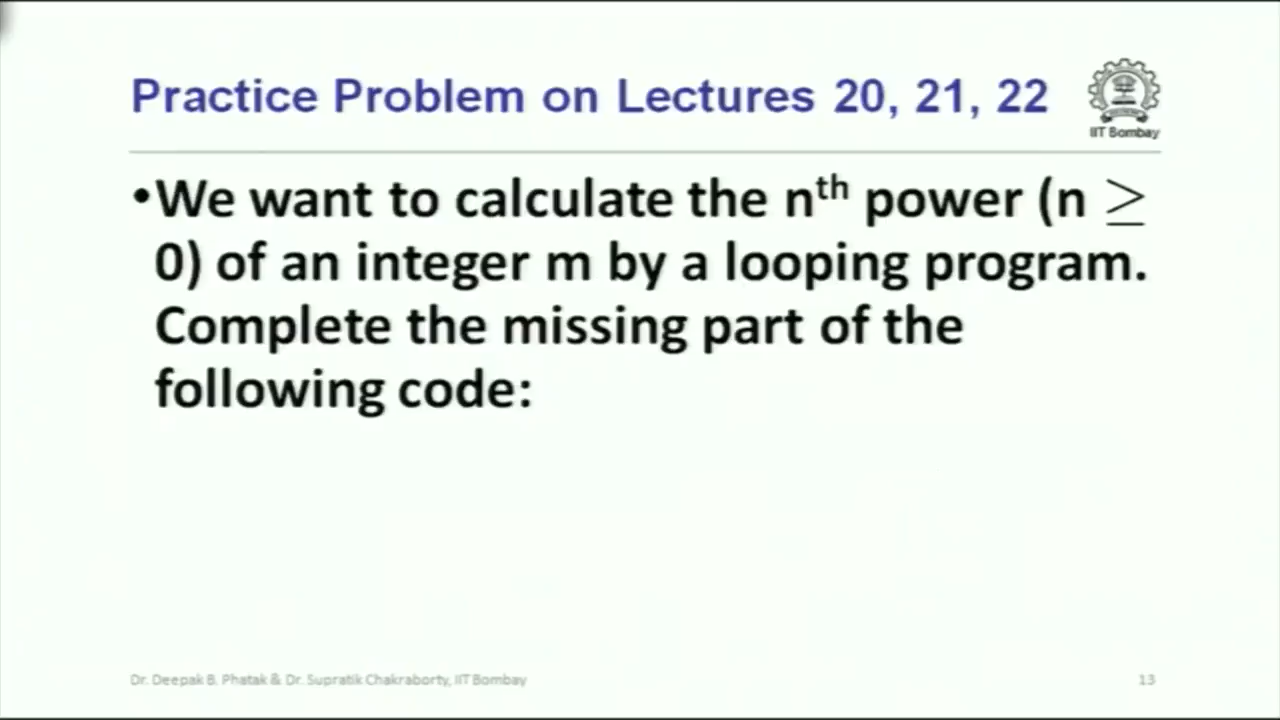 Practice Problem on Lectures 20, 21, 22
IIT Bombay
•We want to calculate the nth power (n ≥
0) of an integer m by a looping program.
Complete the missing part of the
following code:
Dr. Deepak B. Phatak & Dr. Supratik Chakraborty, IIT Bombay
13